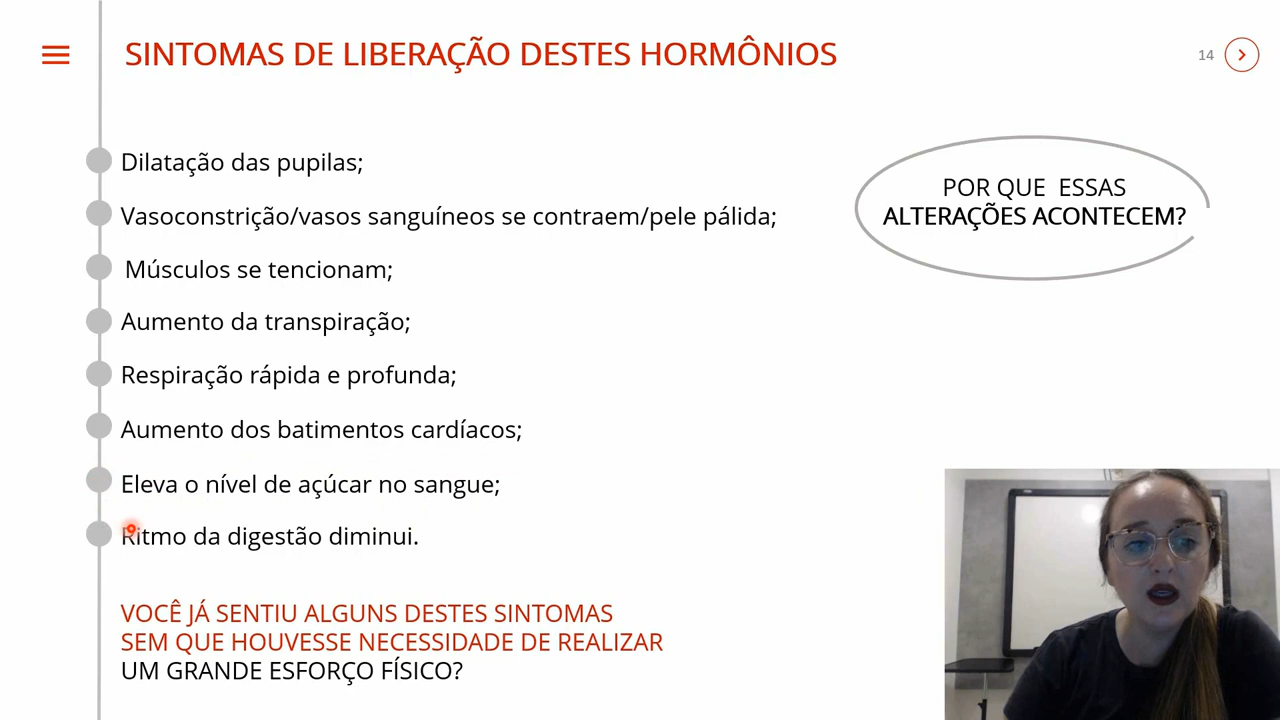 SINTOMAS DE LIBERAÇÃO DESTES HORMÔNIOS
14
Dilatação das pupilas;
Vasoconstrição/vasos sanguíneos se contraem/pele pálida;
Músculos se tencionam;
Aumento da transpiração;
Respiração rápida e profunda;
Aumento dos batimentos cardíacos;
Eleva o nível de açúcar no sangue;
Ritmo da digestão diminui.
POR QUE ESSAS
ALTERAÇÕES ACONTECEM?
VOCÊ JÁ SENTIU ALGUNS DESTES SINTOMAS
SEM QUE HOUVESSE NECESSIDADE DE REALIZAR
UM GRANDE ESFORÇO FÍSICO?